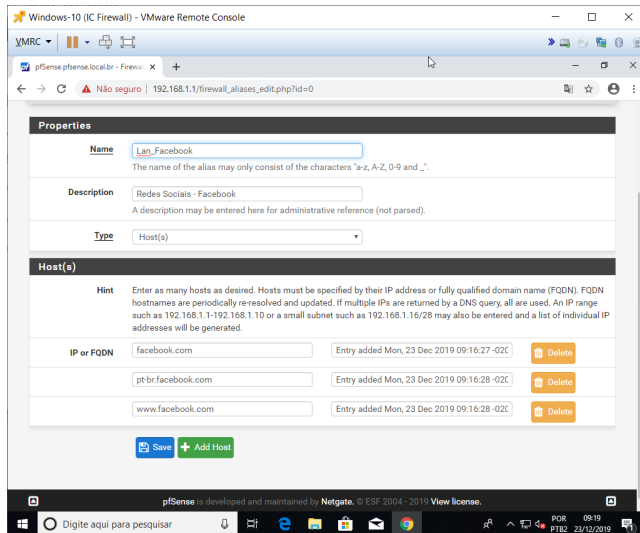 Windows-10 (IC Firewall) - VMware Remote Console
VMRC
pfSense.pfsense.local.br - Firewal
Não seguro | 192.168.1.1/firewall_aliases_edit.php?id=0
Properties
Name
Lan_Facebook
The name of the alias may only consist of the characters "a-z, A-Z, 0-9 and _".
Description
Redes Sociais - Facebook
A description may be entered here for administrative reference (not parsed).
Type
Host(s)
Host(s)
Hint
Enter as many hosts as desired. Hosts must be specified by their IP address or fully qualified domain name (FQDN). FQDN
hostnames are periodically re-resolved and updated. If multiple IPs are returned by a DNS query, all are used. An IP range
such as 192.168.1.1-192.168.1.10 or a small subnet such as 192.168.1.16/28 may also be entered and a list of individual IP
addresses will be generated.
IP or FQDN
facebook.com
Entry added Mon, 23 Dec 2019 09:16:27 -020
Delete
pt-br.facebook.com
Entry added Mon, 23 Dec 2019 09:16:28 -020
Delete
www.facebook.com
Entry added Mon, 23 Dec 2019 09:16:28 -020
Delete
Save
Add Host
pfSense is developed and maintained by Netgate. © ESF 2004 - 2019 View license.
Digite aqui para pesquisar
POR
PTB2
09:19
23/12/2019